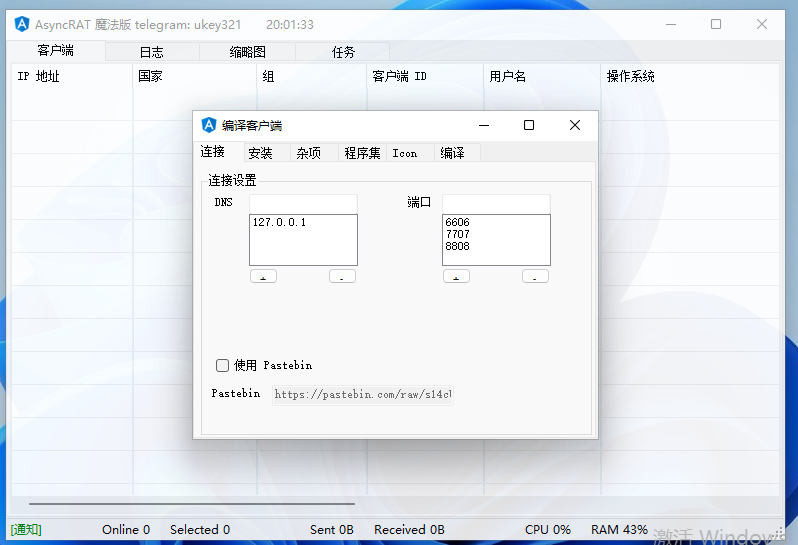 AsyncRAT 魔法版 telegram: ukey321 20:01:33
客户端 日志 缩略图 任务
IP 地址 国家 组 客户端 ID 用户名 操作系统
编译客户端
连接 安装 杂项 程序集 Icon 编译
连接设置
DNS 端口
127.0.0.1
6606
7707
8808
+ - + -
使用 Pastebin
Pastebin https://pastebin.com/raw/s14cl
[通知] Online 0 Selected 0 Sent 0B Received 0B CPU 0% RAM 43%
激活 Windows